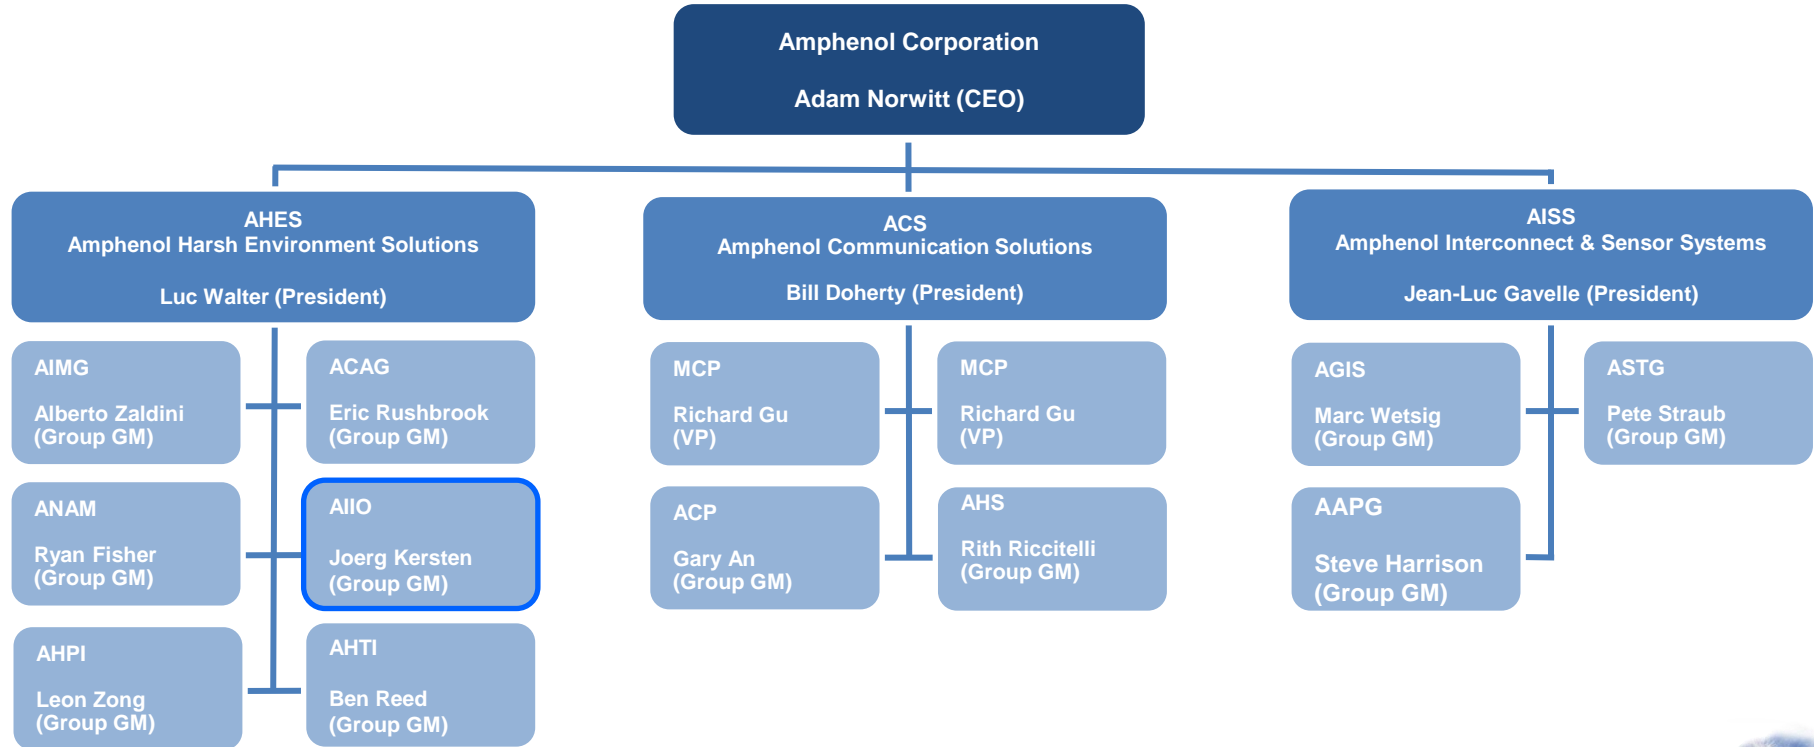 Amphenol Corporation
Adam Norwitt (CEO)
AHES
Amphenol Harsh Environment Solutions
Luc Walter (President)
ACS
Amphenol Communication Solutions
Bill Doherty (President)
AISS
Amphenol Interconnect & Sensor Systems
Jean-Luc Gavelle (President)
AIMG
Alberto Zaldini
(Group GM)
ACAG
Eric Rushbrook
(Group GM)
ANAM
Ryan Fisher
(Group GM)
AIIO
Joerg Kersten
(Group GM)
AHPI
Leon Zong
(Group GM)
AHTI
Ben Reed
(Group GM)
MCP
Richard Gu
(VP)
MCP
Richard Gu
(VP)
ACP
Gary An
(Group GM)
AHS
Rith Riccitelli
(Group GM)
AGIS
Marc Wetsig
(Group GM)
ASTG
Pete Straub
(Group GM)
AAPG
Steve Harrison
(Group GM)